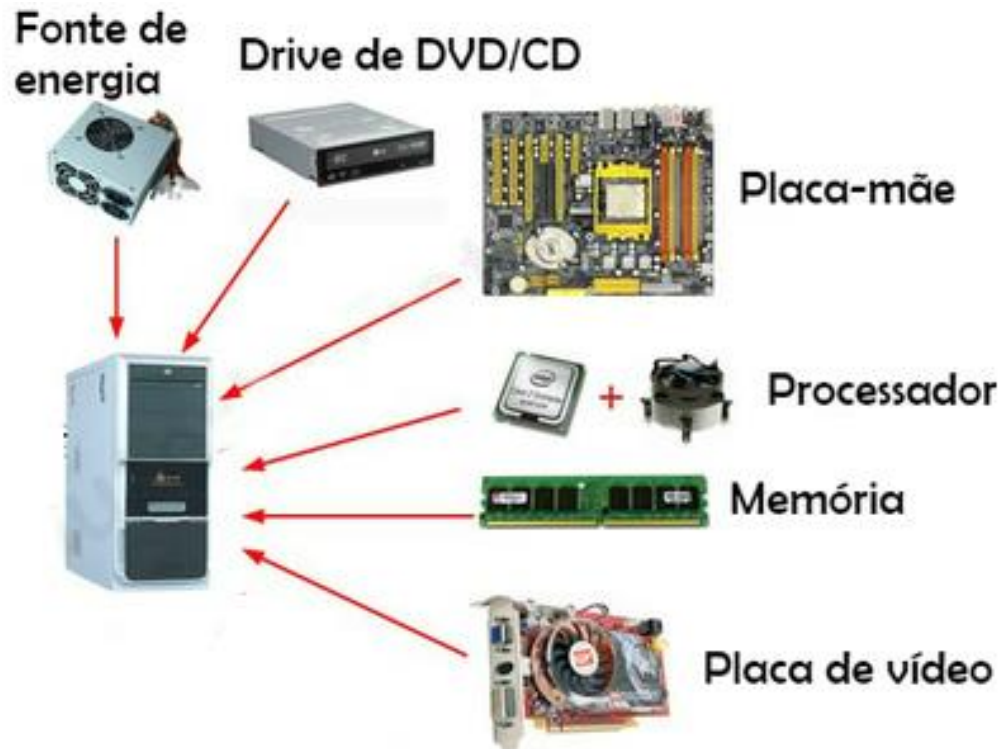 Fonte de
energia
Drive de DVD/CD
Placa-mãe
Processador
Memória
Placa de vídeo